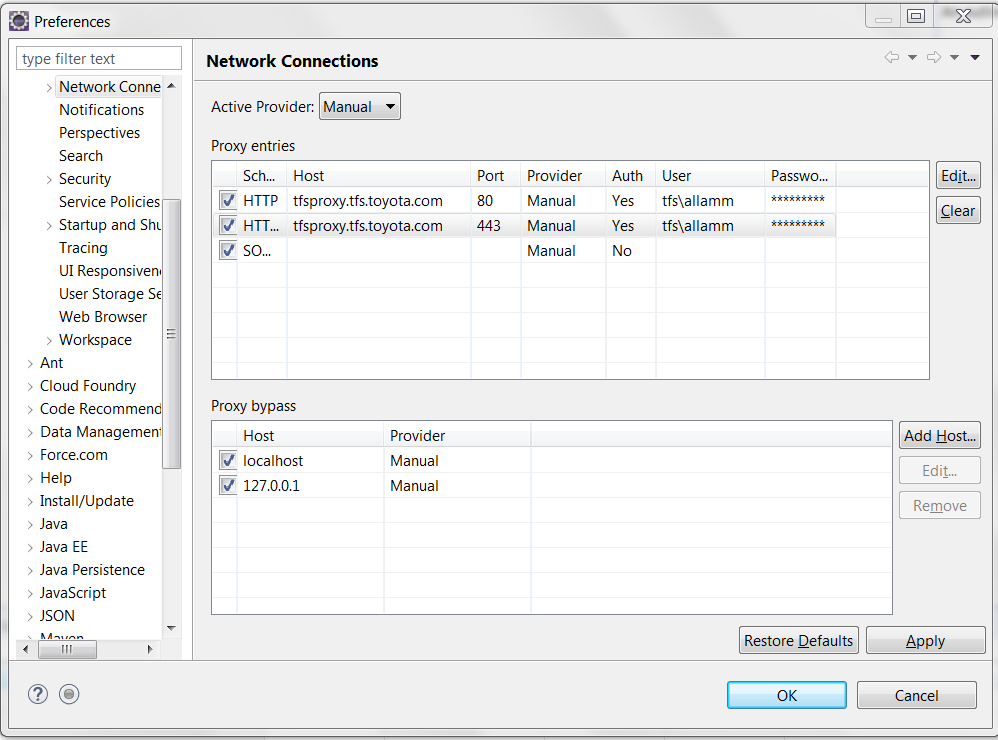 Preferences
type filter text
Network Conne
Notifications
Perspectives
Search
Security
Service Policies
Startup and Shu
Tracing
UI Responsiven
User Storage Se
Web Browser
Workspace
Ant
Cloud Foundry
Code Recommend
Data Management
Force.com
Help
Install/Update
Java
Java EE
Java Persistence
JavaScript
JSON
Maven
Network Connections
Active Provider: Manual
Proxy entries
Sch... Host Port Provider Auth User Passwo...
HTTP tfsproxy.tfs.toyota.com 80 Manual Yes tfs\allamm *********
HTT... tfsproxy.tfs.toyota.com 443 Manual Yes tfs\allamm *********
SO... Manual No
Edit...
Clear
Proxy bypass
Host Provider
localhost Manual
127.0.0.1 Manual
Add Host...
Edit...
Remove
Restore Defaults Apply
OK Cancel